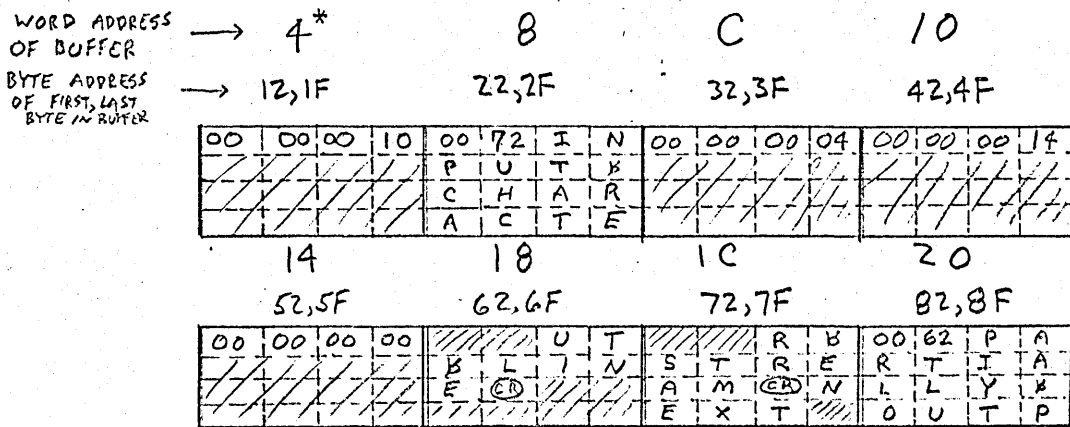 WORD ADDRESS
OF BUFFER → 4* 8 C 10
BYTE ADDRESS
OF FIRST, LAST → 12,1F 22,2F 32,3F 42,4F
BYTE IN BUFFER
00 00 00 10 00 72 I N 00 00 00 04 00 00 00 14
P U T Ƀ
C H A R
A C T E
14 18 1C 20
52,5F 62,6F 72,7F 82,8F
00 00 00 00 U T R Ƀ 00 62 P A
Ƀ L I N S T R E R T I A
E CR A M CR N L L Y Ƀ
E X T O U T P